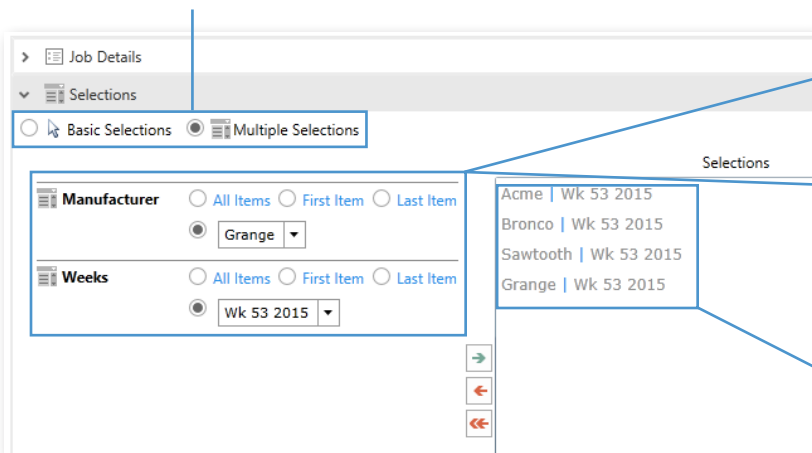 Job Details
Selections
Basic Selections Multiple Selections
Selections
Manufacturer All Items First Item Last Item
Grange
Weeks All Items First Item Last Item
Wk 53 2015
Acme | Wk 53 2015
Bronco | Wk 53 2015
Sawtooth | Wk 53 2015
Grange | Wk 53 2015